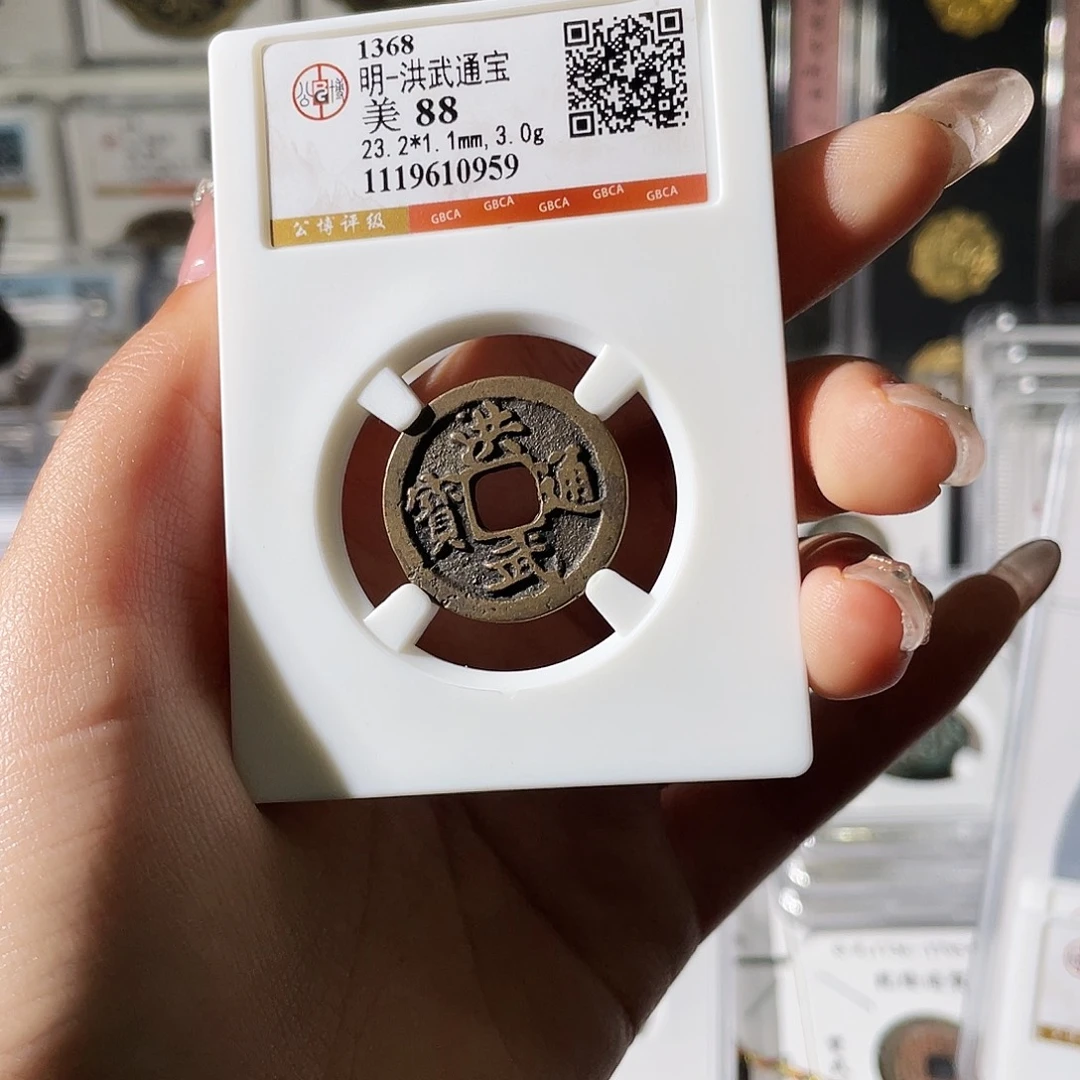 1368
明-洪武通宝
美 88
23.2*1.1mm,3.0g
1119610959
公博评级 GBCA GBCA GBCA GBCA GBCA
洪
寶 通
武